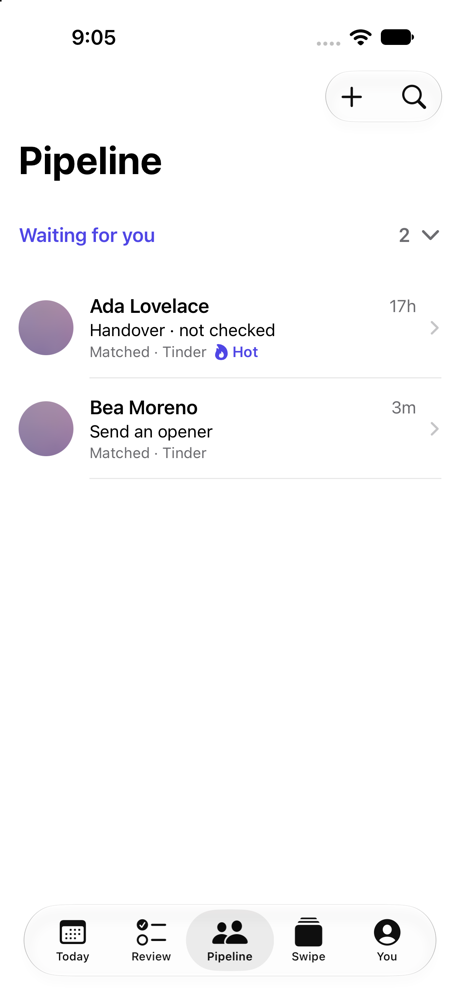 9:05
Pipeline
Waiting for you 2
Ada Lovelace 17h
Handover · not checked
Matched · Tinder Hot
Bea Moreno 3m
Send an opener
Matched · Tinder
Today Review Pipeline Swipe You